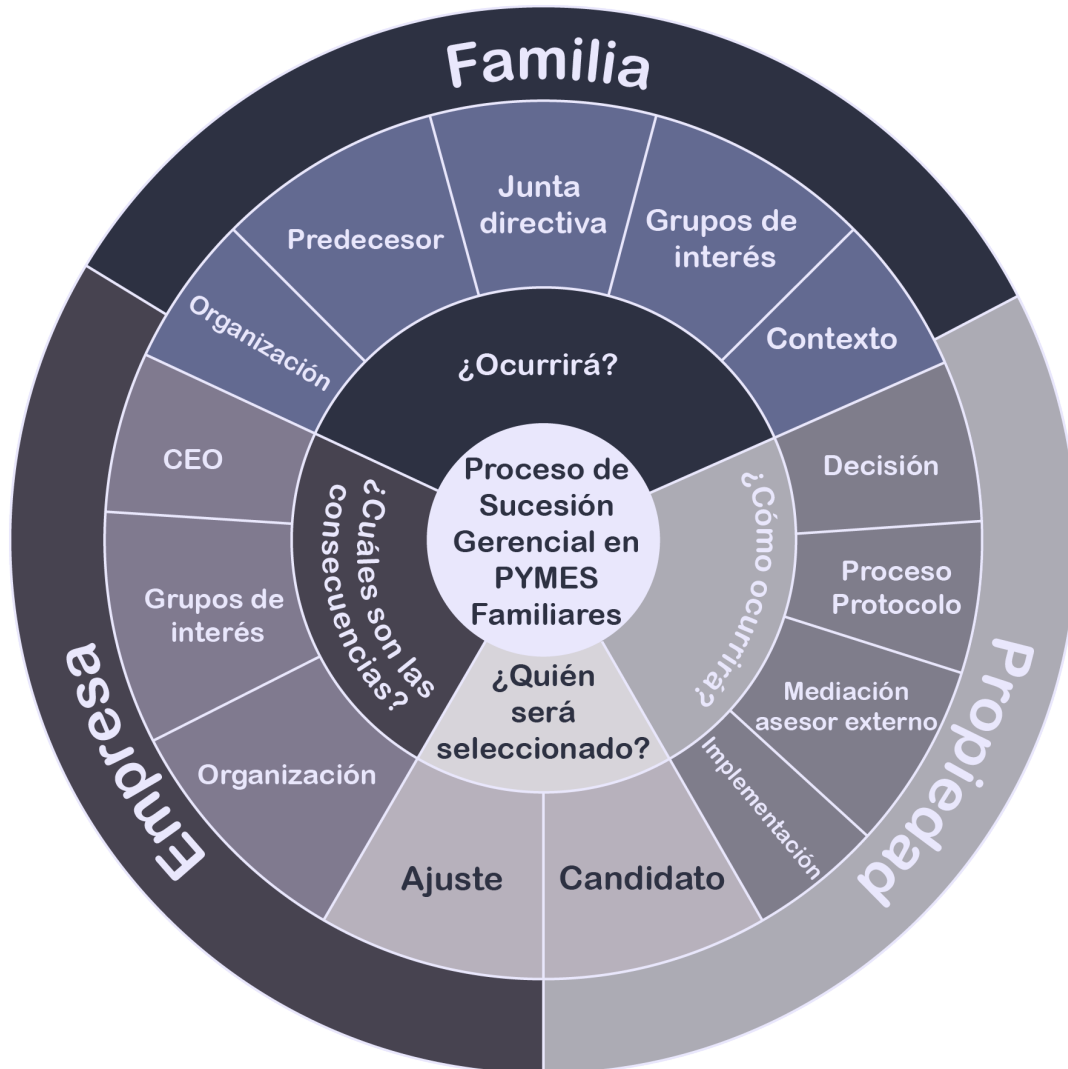 Familia
Junta
directiva
Predecesor
Grupos de
interés
Organización
Contexto
¿Ocurrirá?
CEO
Decisión
Proceso de
Sucesión
Gerencial en
PYMES
Familiares
¿Cuáles son las
consecuencias?
¿Cómo ocurrirá?
Grupos de
interés
Proceso
Protocolo
¿Quién
será
seleccionado?
Mediación
asesor externo
Organización
Implementación
Ajuste
Candidato
Empresa
Propiedad